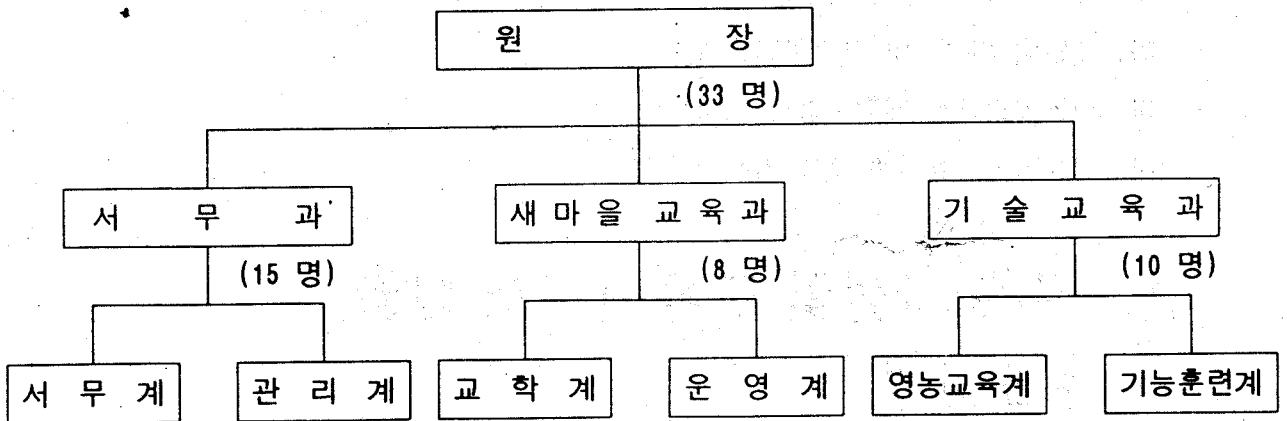 원 장
(33 명)
서 무 과 새 마 을 교 육 과 기 술 교 육 과
(15 명) (8 명) (10 명)
서 무 계 관 리 계 교 학 계 운 영 계 영농교육계 기능훈련계